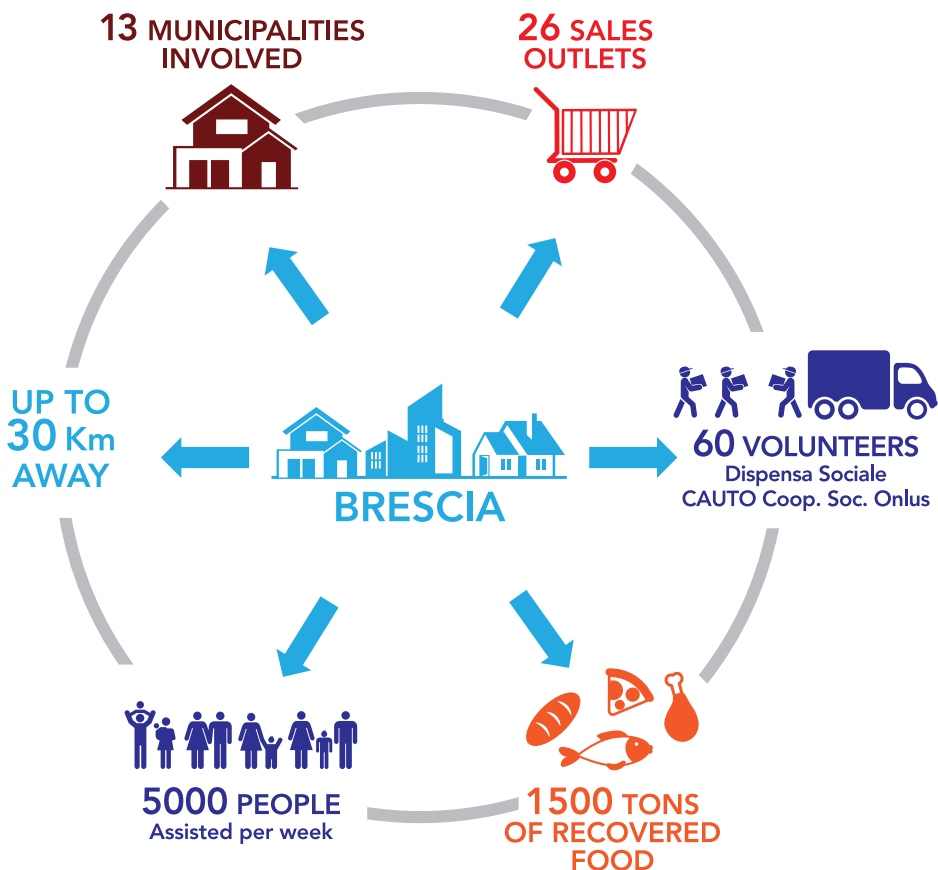 13 MUNICIPALITIES
INVOLVED
26 SALES
OUTLETS
UP TO
30 Km
AWAY
BRESCIA
60 VOLUNTEERS
Dispensa Sociale
CAUTO Coop. Soc. Onlus
5000 PEOPLE
Assisted per week
1500 TONS
OF RECOVERED
FOOD